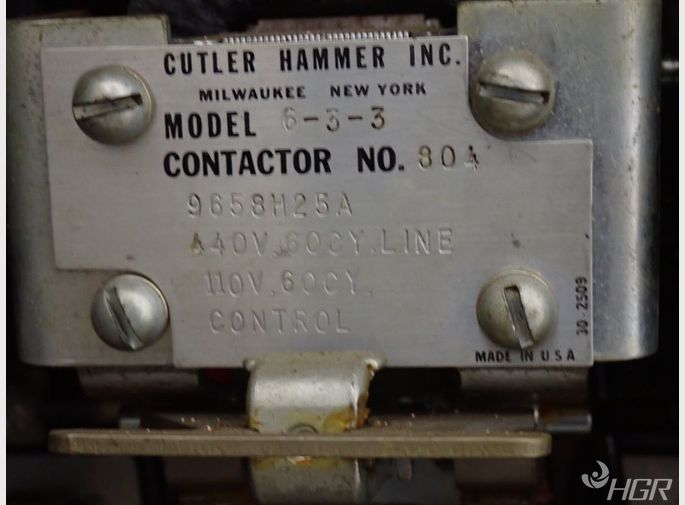 CUTLER HAMMER INC.
MILWAUKEE NEW YORK
MODEL 6-3-3
CONTACTOR NO. 804
9658H25A
440V.60CY.LINE
110V.60CY.
CONTROL
30-2509
MADE IN U S A
HGR